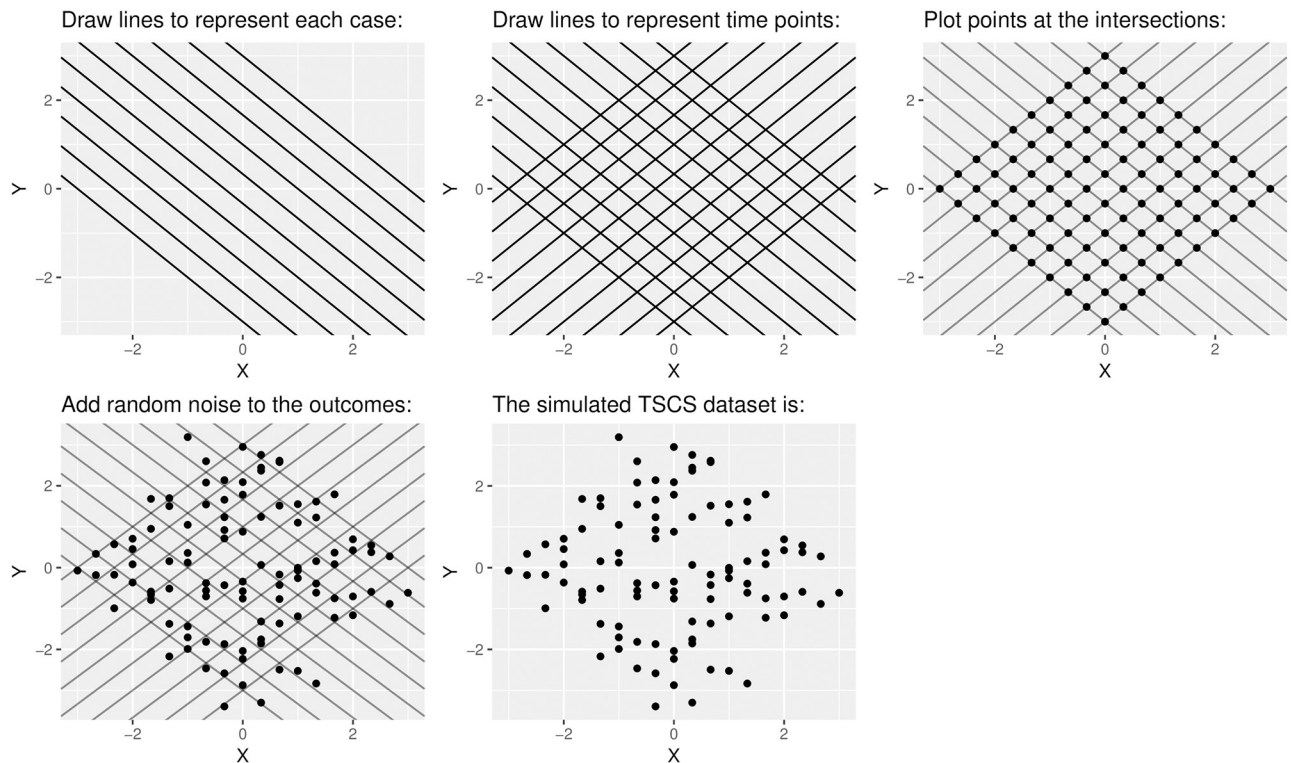 Draw lines to represent each case:
Draw lines to represent time points:
Plot points at the intersections:
Y
2
0
−2
−2
0
2
X
Y
2
0
−2
−2
0
2
X
Y
2
0
−2
−2
0
2
X
Add random noise to the outcomes:
The simulated TSCS dataset is:
Y
2
0
−2
−2
0
2
X
Y
2
0
−2
−2
0
2
X